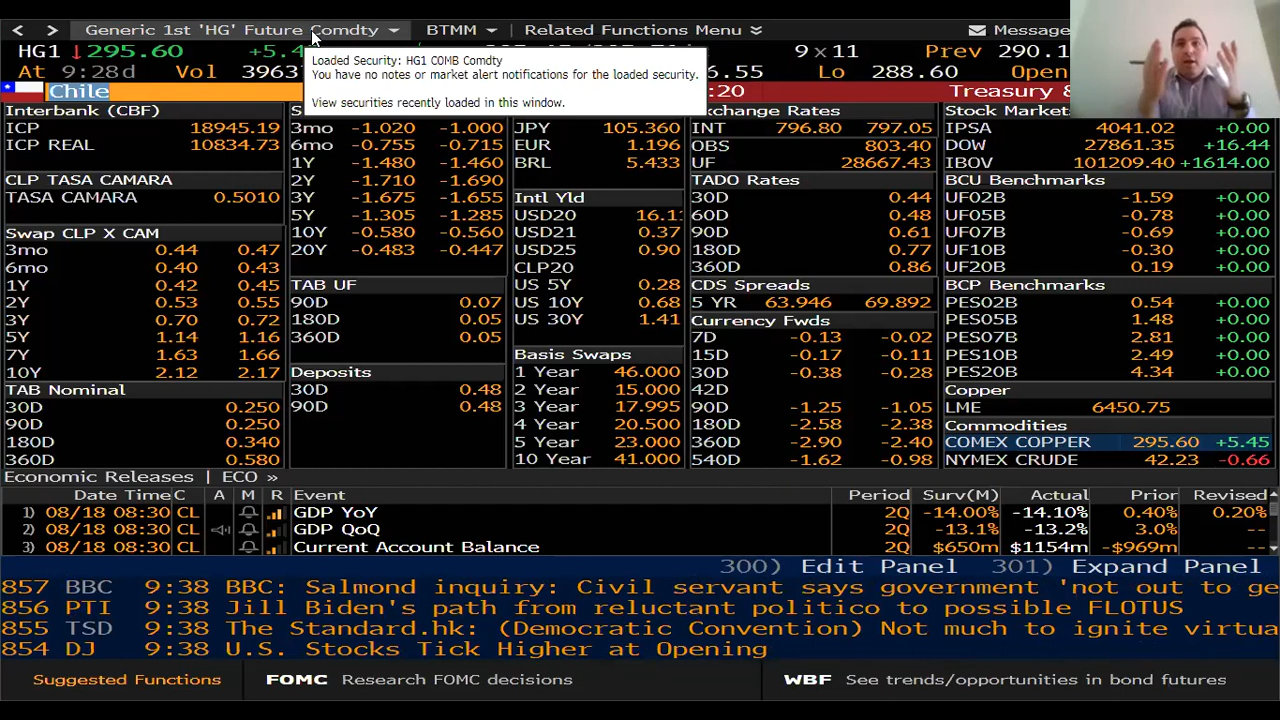 < > Generic 1st 'HG' Future Comdty BTMM Related Functions Menu Message
HG1 ↓295.60 +5.4 9 × 11 Prev 290.1
At 9:28d Vol 3963 6.55 Lo 288.60 Open
Loaded Security: HG1 COMB Comdty
You have no notes or market alert notifications for the loaded security.
View securities recently loaded in this window.
Chile :20 Treasury &
Interbank (CBF)
ICP 18945.19
ICP REAL 10834.73
CLP TASA CAMARA
TASA CAMARA 0.5010
Swap CLP X CAM
3mo 0.44 0.47
6mo 0.40 0.43
1Y 0.42 0.45
2Y 0.53 0.55
3Y 0.70 0.72
5Y 1.14 1.16
7Y 1.63 1.66
10Y 2.12 2.17
TAB Nominal
30D 0.250
90D 0.250
180D 0.340
360D 0.580
3mo -1.020 -1.000
6mo -0.755 -0.715
1Y -1.480 -1.460
2Y -1.710 -1.690
3Y -1.675 -1.655
5Y -1.305 -1.285
10Y -0.580 -0.560
20Y -0.483 -0.447
TAB UF
90D 0.07
180D 0.05
360D 0.05
Deposits
30D 0.48
90D 0.48
JPY 105.360
EUR 1.196
BRL 5.433
Intl Yld
USD20 16.1
USD21 0.37
USD25 0.90
CLP20
US 5Y 0.28
US 10Y 0.68
US 30Y 1.41
Basis Swaps
1 Year 46.000
2 Year 15.000
3 Year 17.995
4 Year 20.500
5 Year 23.000
10 Year 41.000
xchange Rates
INT 796.80 797.05
OBS 803.40
UF 28667.43
TADO Rates
30D 0.44
60D 0.48
90D 0.61
180D 0.77
360D 0.86
CDS Spreads
5 YR 63.946 69.892
Currency Fwds
7D -0.13 -0.02
15D -0.17 -0.11
30D -0.38 -0.28
42D
90D -1.25 -1.05
180D -2.58 -2.38
360D -2.90 -2.40
540D -1.62 -0.98
Stock Market
IPSA 4041.02 +0.00
DOW 27861.35 +16.44
IBOV 101209.40 +1614.00
BCU Benchmarks
UF02B -1.59 +0.00
UF05B -0.78 +0.00
UF07B -0.69 +0.00
UF10B -0.30 +0.00
UF20B 0.19 +0.00
BCP Benchmarks
PES02B 0.54 +0.00
PES05B 1.48 +0.00
PES07B 2.81 +0.00
PES10B 2.49 +0.00
PES20B 4.34 +0.00
Copper
LME 6450.75
Commodities
COMEX COPPER 295.60 +5.45
NYMEX CRUDE 42.23 -0.66
Economic Releases | ECO »
Date Time C A M R Event Period Surv(M) Actual Prior Revised
1) 08/18 08:30 CL GDP YoY 2Q -14.00% -14.10% 0.40% 0.20%
2) 08/18 08:30 CL GDP QoQ 2Q -13.1% -13.2% 3.0% --
3) 08/18 08:30 CL Current Account Balance 2Q $650m $1154m -$969m --
300) Edit Panel 301) Expand Panel
857 BBC 9:38 BBC: Salmond inquiry: Civil servant says government 'not out to ge
856 PTI 9:38 Jill Biden's path from reluctant politico to possible FLOTUS
855 TSD 9:38 The Standard.hk: (Democratic Convention) Not much to ignite virtua
854 DJ 9:38 U.S. Stocks Tick Higher at Opening
Suggested Functions FOMC Research FOMC decisions WBF See trends/opportunities in bond futures